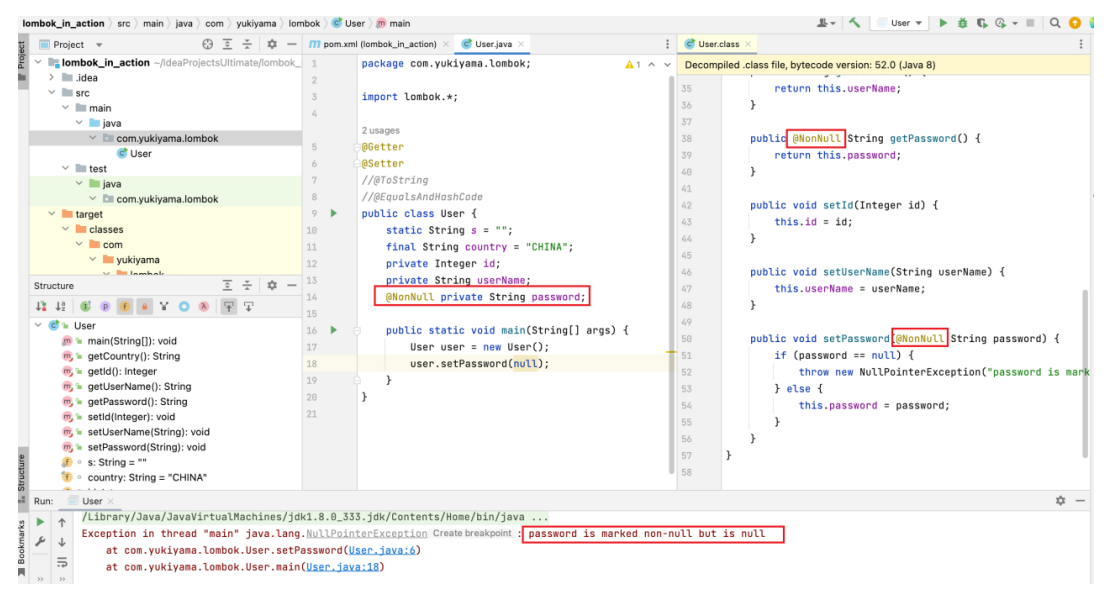 lombok_in_action › src › main › java › com › yukiyama › lombok › User › main
User
Project
lombok_in_action ~/IdeaProjectsUltimate/lombok_
.idea
src
main
java
com.yukiyama.lombok
User
test
java
com.yukiyama.lombok
target
classes
com
yukiyama
lombok
Structure
User
main(String[]): void
getCountry(): String
getId(): Integer
getUserName(): String
getPassword(): String
setId(Integer): void
setUserName(String): void
setPassword(String): void
s: String = ""
country: String = "CHINA"
pom.xml (lombok_in_action)
User.java
1
1 package com.yukiyama.lombok;
2
3 import lombok.*;
4
2 usages
5 @Getter
6 @Setter
7 //@ToString
8 //@EqualsAndHashCode
9 public class User {
10 static String s = "";
11 final String country = "CHINA";
12 private Integer id;
13 private String userName;
14 @NonNull private String password;
15
16 public static void main(String[] args) {
17 User user = new User();
18 user.setPassword(null);
19 }
20 }
21
User.class
Decompiled .class file, bytecode version: 52.0 (Java 8)
35 return this.userName;
36 }
37
38 public @NonNull String getPassword() {
39 return this.password;
40 }
41
42 public void setId(Integer id) {
43 this.id = id;
44 }
45
46 public void setUserName(String userName) {
47 this.userName = userName;
48 }
49
50 public void setPassword(@NonNull String password) {
51 if (password == null) {
52 throw new NullPointerException("password is mark
53 } else {
54 this.password = password;
55 }
56 }
57 }
58
Project
Structure
Bookmarks
Run: User
/Library/Java/JavaVirtualMachines/jdk1.8.0_333.jdk/Contents/Home/bin/java ...
Exception in thread "main" java.lang.NullPointerException Create breakpoint : password is marked non-null but is null
at com.yukiyama.lombok.User.setPassword(User.java:6)
at com.yukiyama.lombok.User.main(User.java:18)